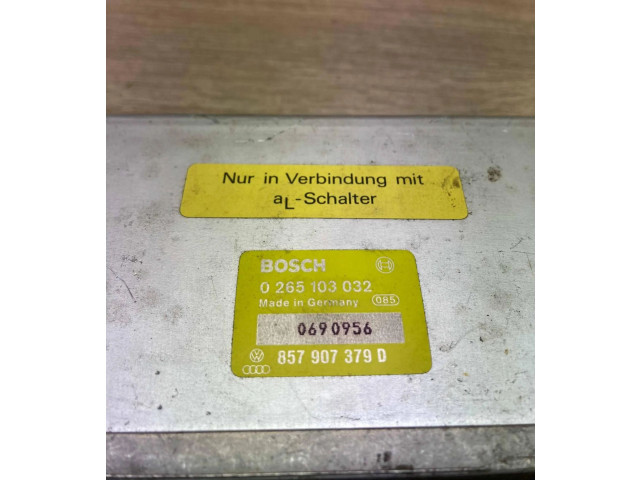 Nur in Verbindung mit
aL-Schalter
BOSCH
0 265 103 032
Made in Germany 085
0690956
857 907 379 D